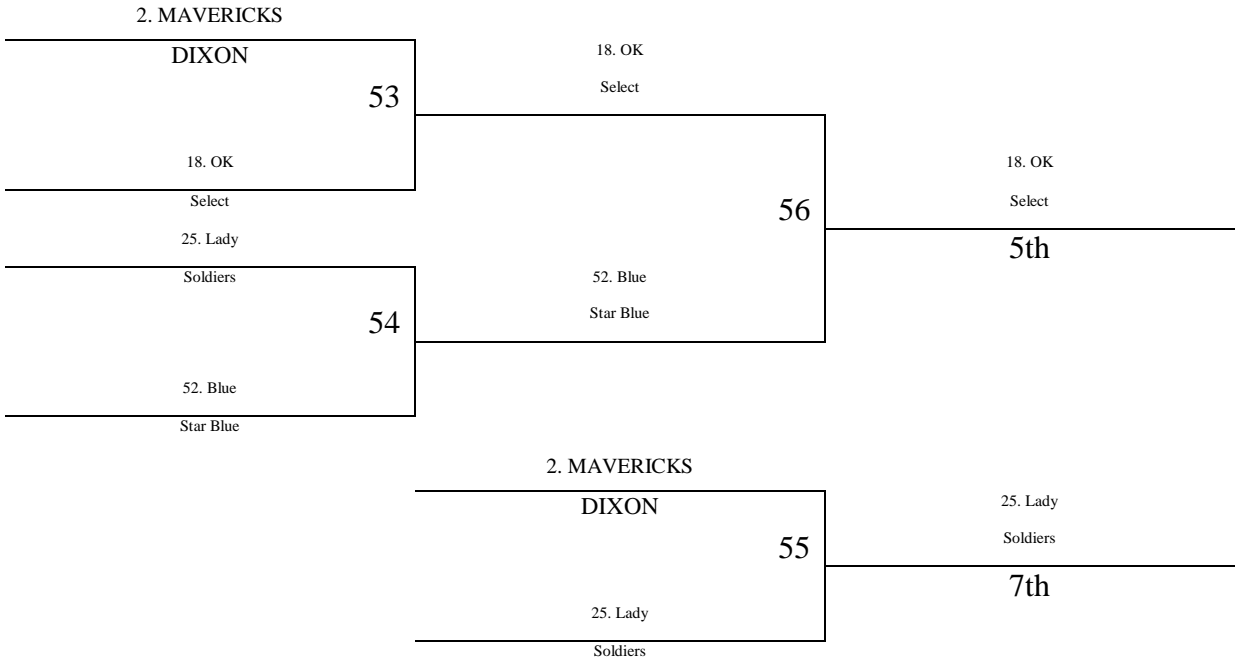 2. MAVERICKS
DIXON
53
18. OK
Select
18. OK
Select
25. Lady
Soldiers
54
52. Blue
Star Blue
52. Blue
Star Blue
56
18. OK
Select
5th
2. MAVERICKS
DIXON
55
25. Lady
Soldiers
25. Lady
Soldiers
7th